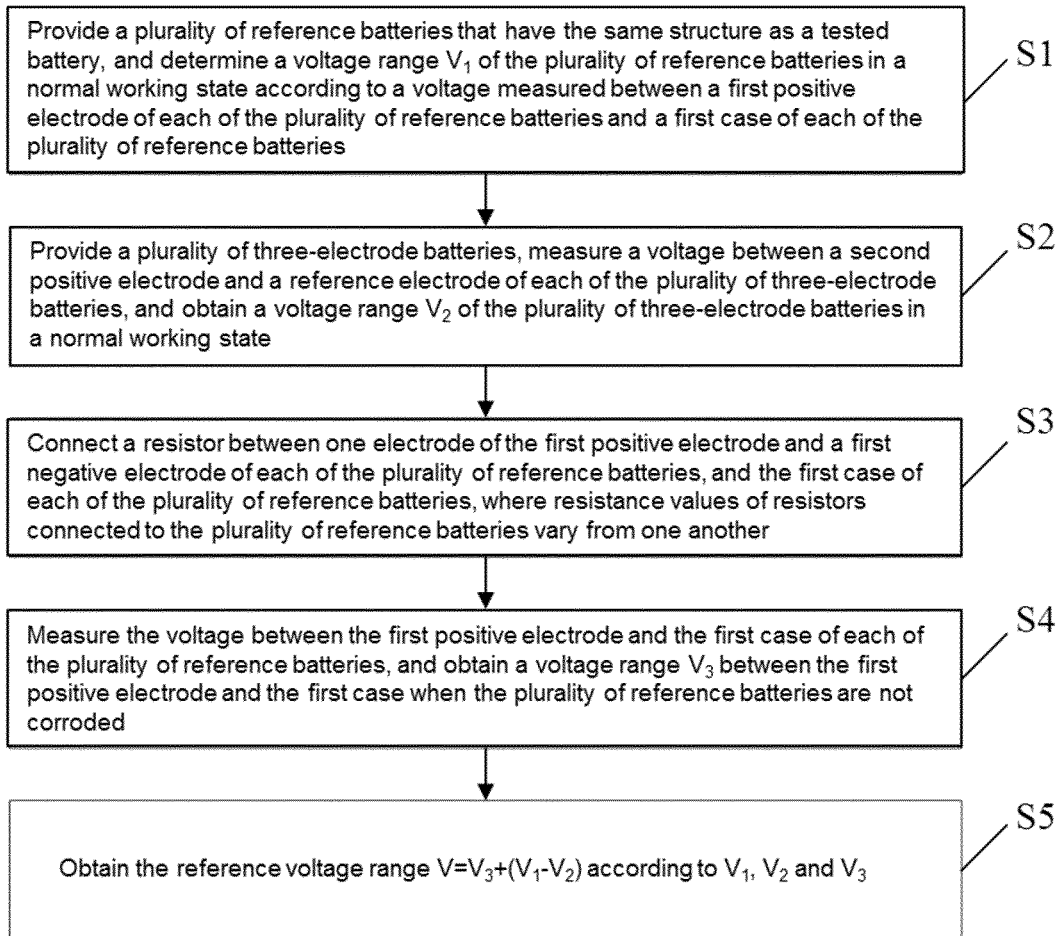 Provide a plurality of reference batteries that have the same structure as a tested
battery, and determine a voltage range V₁ of the plurality of reference batteries in a
normal working state according to a voltage measured between a first positive
electrode of each of the plurality of reference batteries and a first case of each of the
plurality of reference batteries
S1
Provide a plurality of three-electrode batteries, measure a voltage between a second
positive electrode and a reference electrode of each of the plurality of three-electrode
batteries, and obtain a voltage range V₂ of the plurality of three-electrode batteries in
a normal working state
S2
Connect a resistor between one electrode of the first positive electrode and a first
negative electrode of each of the plurality of reference batteries, and the first case of
each of the plurality of reference batteries, where resistance values of resistors
connected to the plurality of reference batteries vary from one another
S3
Measure the voltage between the first positive electrode and the first case of each of
the plurality of reference batteries, and obtain a voltage range V₃ between the first
positive electrode and the first case when the plurality of reference batteries are not
corroded
S4
Obtain the reference voltage range V=V₃+(V₁-V₂) according to V₁, V₂ and V₃
S5